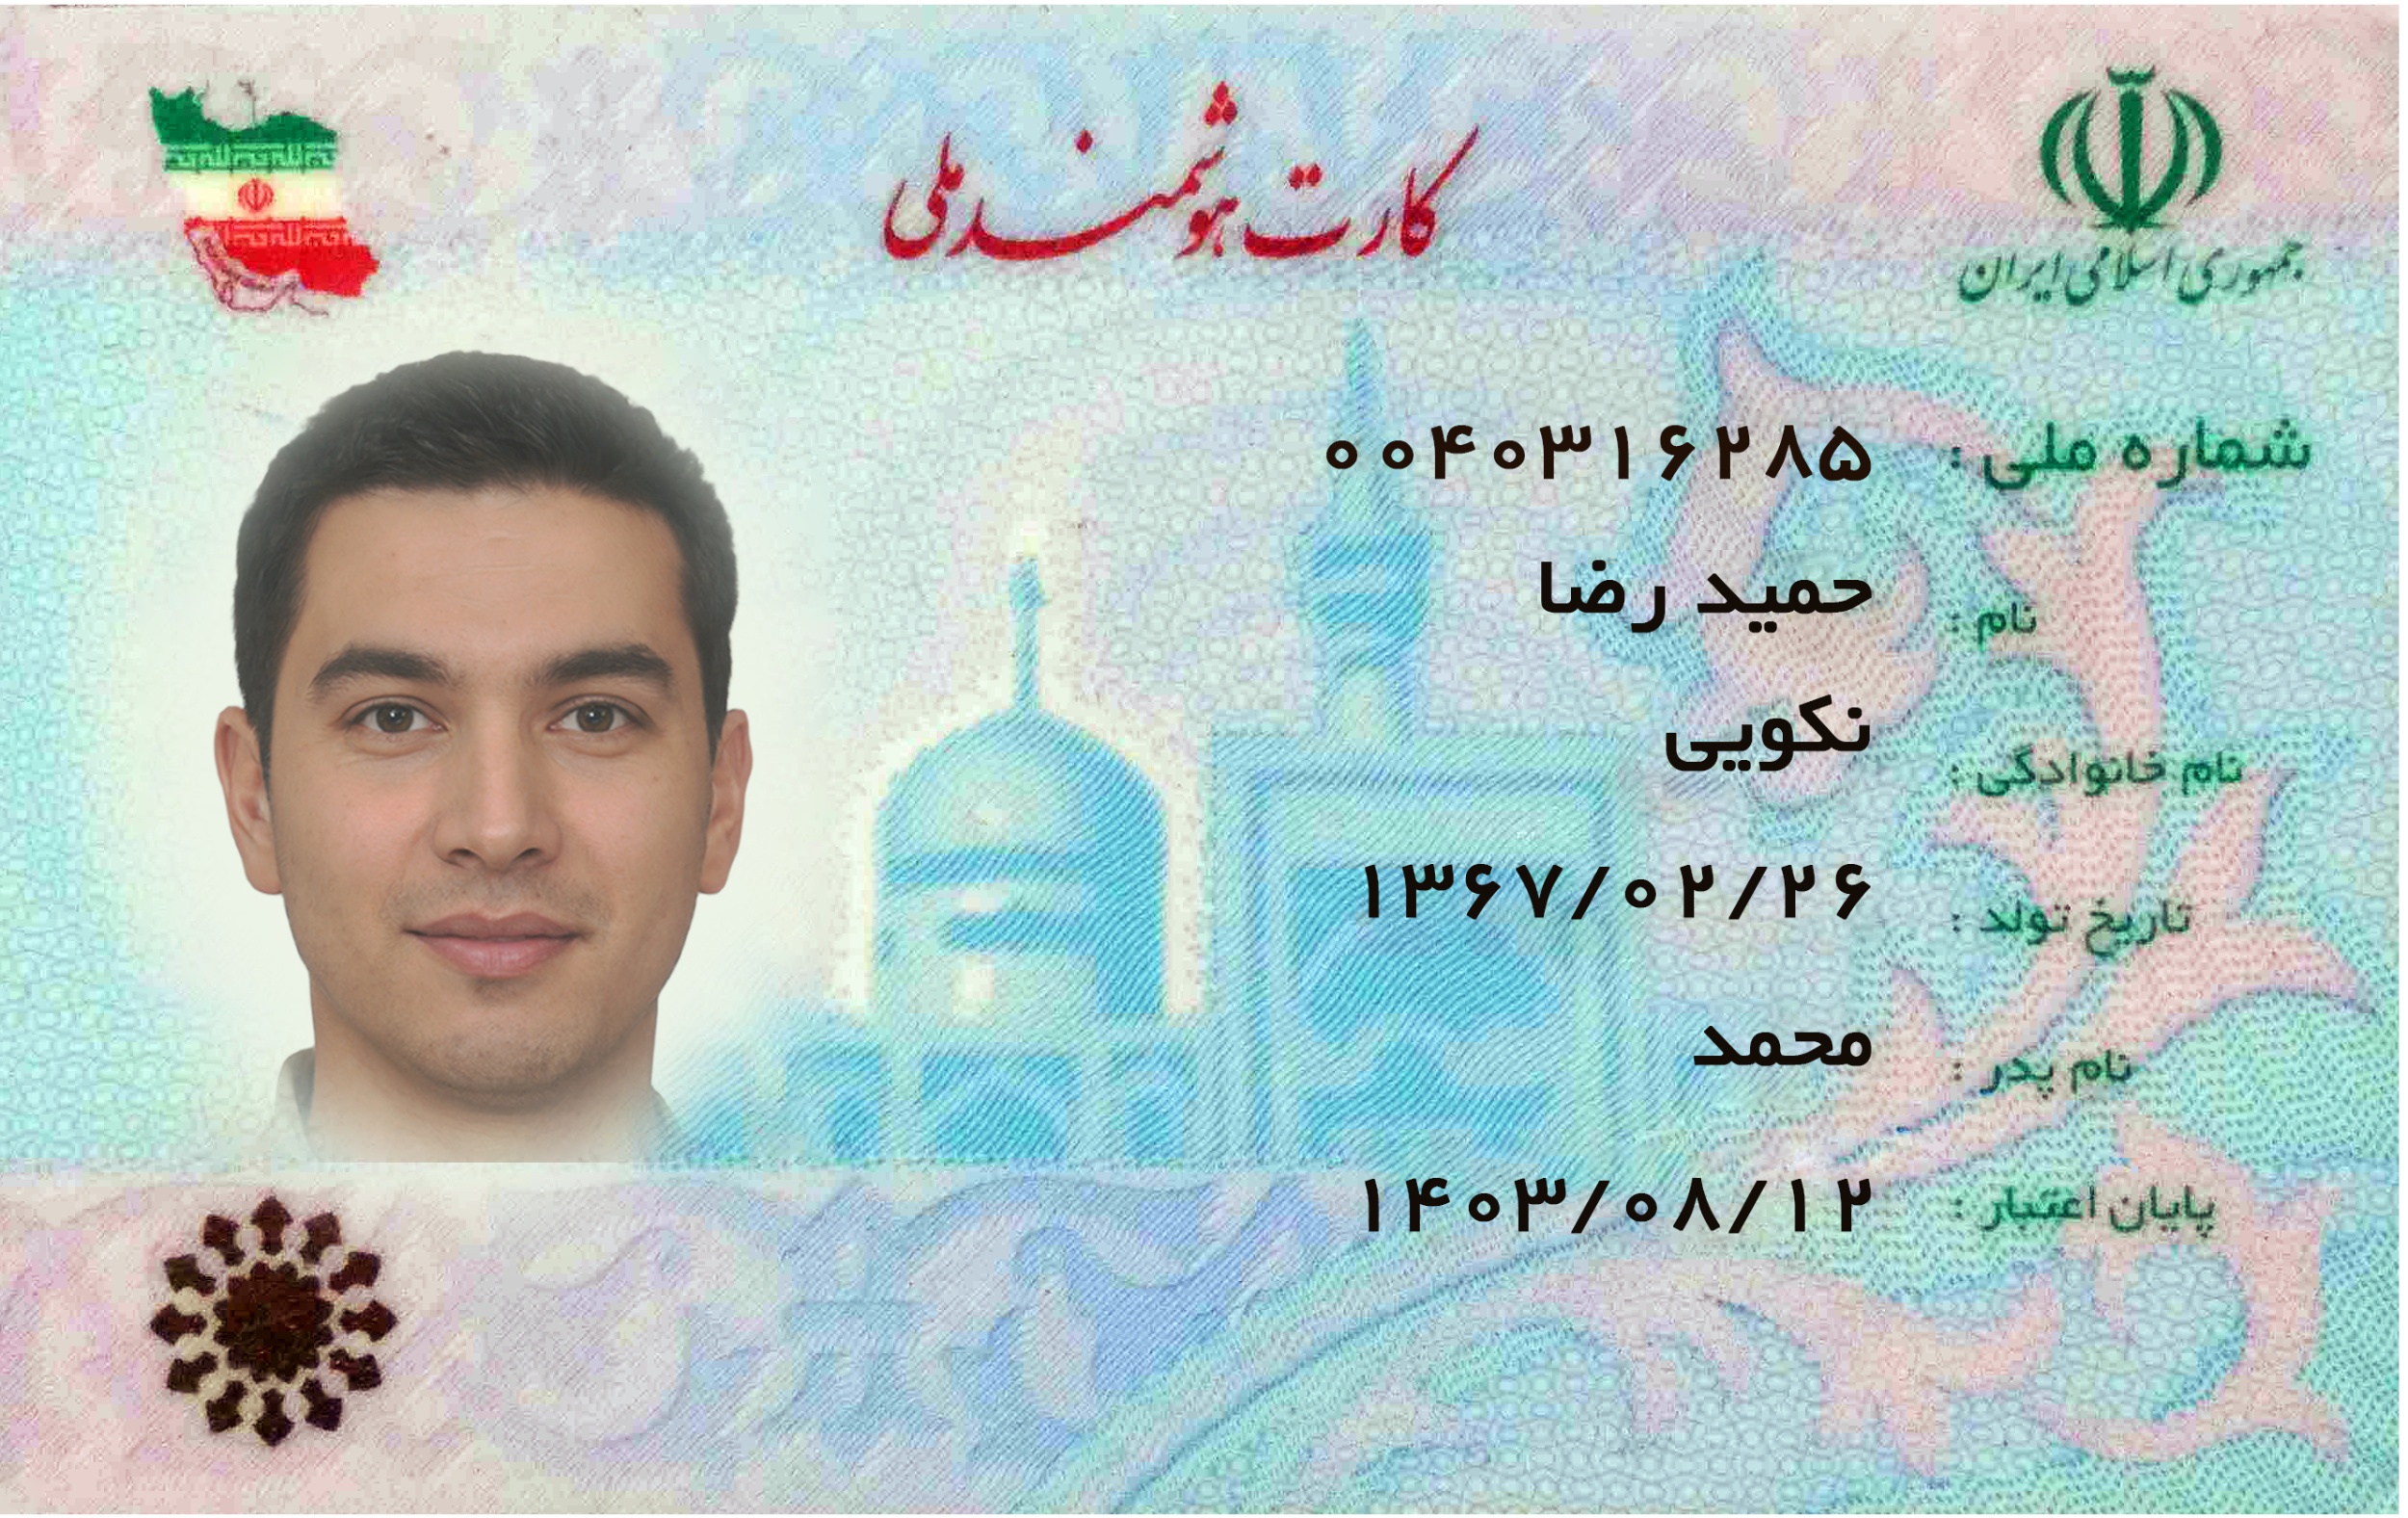 کارت هوشمند ملی
جمهوری اسلامی ایران
شماره ملی : ۰۰۴۰۳۱۶۲۸۵
نام : حمید رضا
نام خانوادگی : نکویی
تاریخ تولد : ۱۳۶۷/۰۲/۲۶
نام پدر : محمد
پایان اعتبار : ۱۴۰۳/۰۸/۱۲